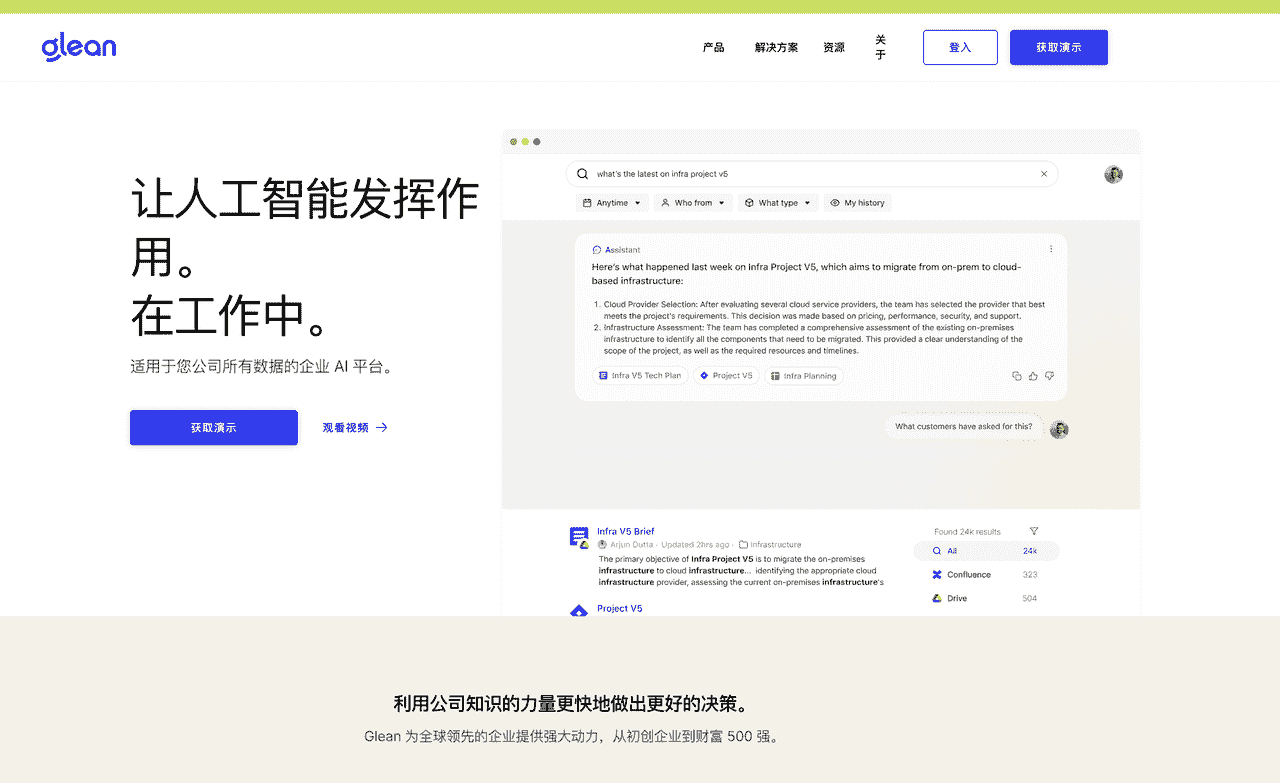 glean
产品
解决方案
资源
关
于
登入
获取演示
让人工智能发挥作
用。
在工作中。
适用于您公司所有数据的企业 AI 平台。
获取演示
观看视频 →
what's the latest on infra project v5
Anytime
Who from
What type
My history
Assistant
Here's what happened last week on Infra Project V5, which aims to migrate from on-prem to cloud-
based infrastructure:
1. Cloud Provider Selection: After evaluating several cloud service providers, the team has selected the provider that best
meets the project's requirements. This decision was made based on pricing, performance, security, and support.
2. Infrastructure Assessment: The team has completed a comprehensive assessment of the existing on-premises
infrastructure to identify all the components that need to be migrated. This provided a clear understanding of the
scope of the project, as well as the required resources and timelines.
Infra V5 Tech Plan
Project V5
Infra Planning
What customers have asked for this?
Infra V5 Brief
Arjun Dutta · Updated 2hrs ago · Infrastructure
The primary objective of Infra Project V5 is to migrate the on-premises
infrastructure to cloud infrastructure... identifying the appropriate cloud
infrastructure provider, assessing the current on-premises infrastructure's
Project V5
Found 24k results
All 24k
Confluence 323
Drive 504
利用公司知识的力量更快地做出更好的决策。
Glean 为全球领先的企业提供强大动力，从初创企业到财富 500 强。